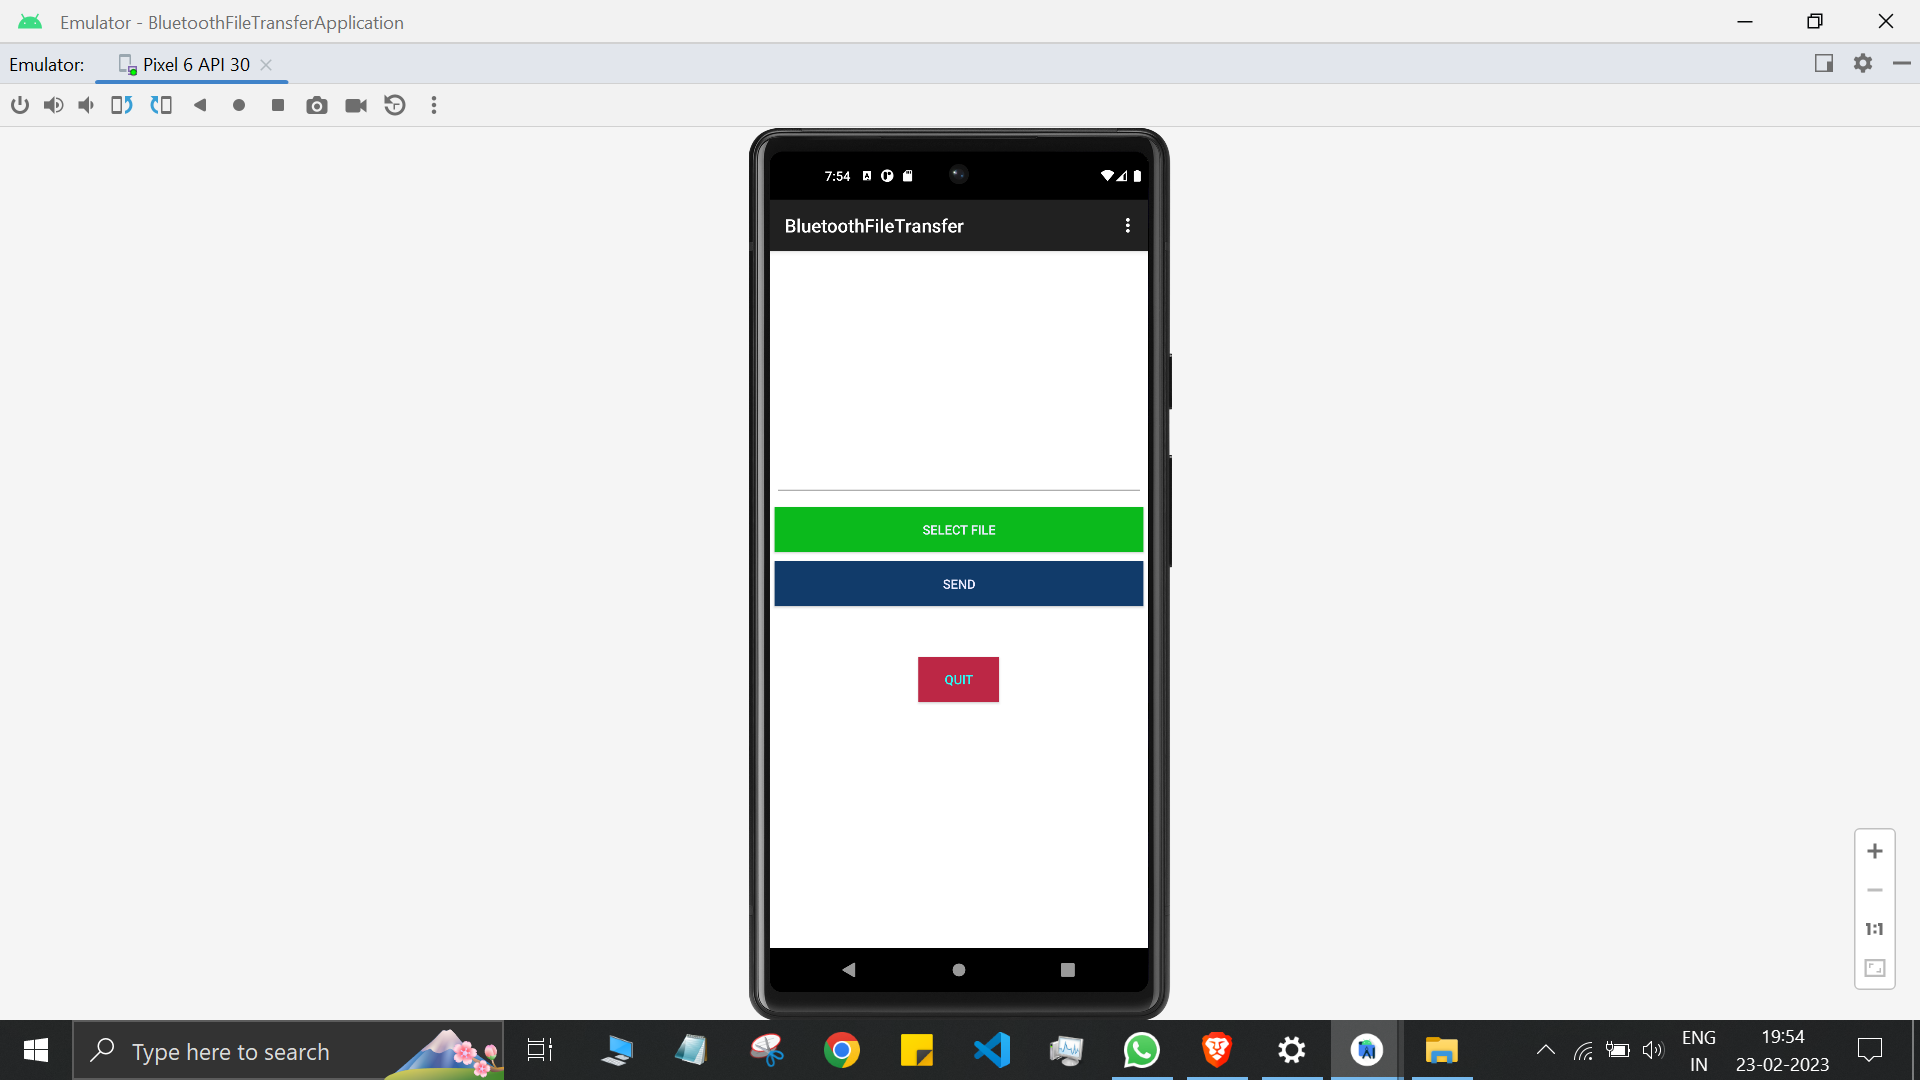 Emulator - BluetoothFileTransferApplication
Emulator: Pixel 6 API 30
7:54
BluetoothFileTransfer
SELECT FILE
SEND
QUIT
1:1
Type here to search
ENG
IN
19:54
23-02-2023